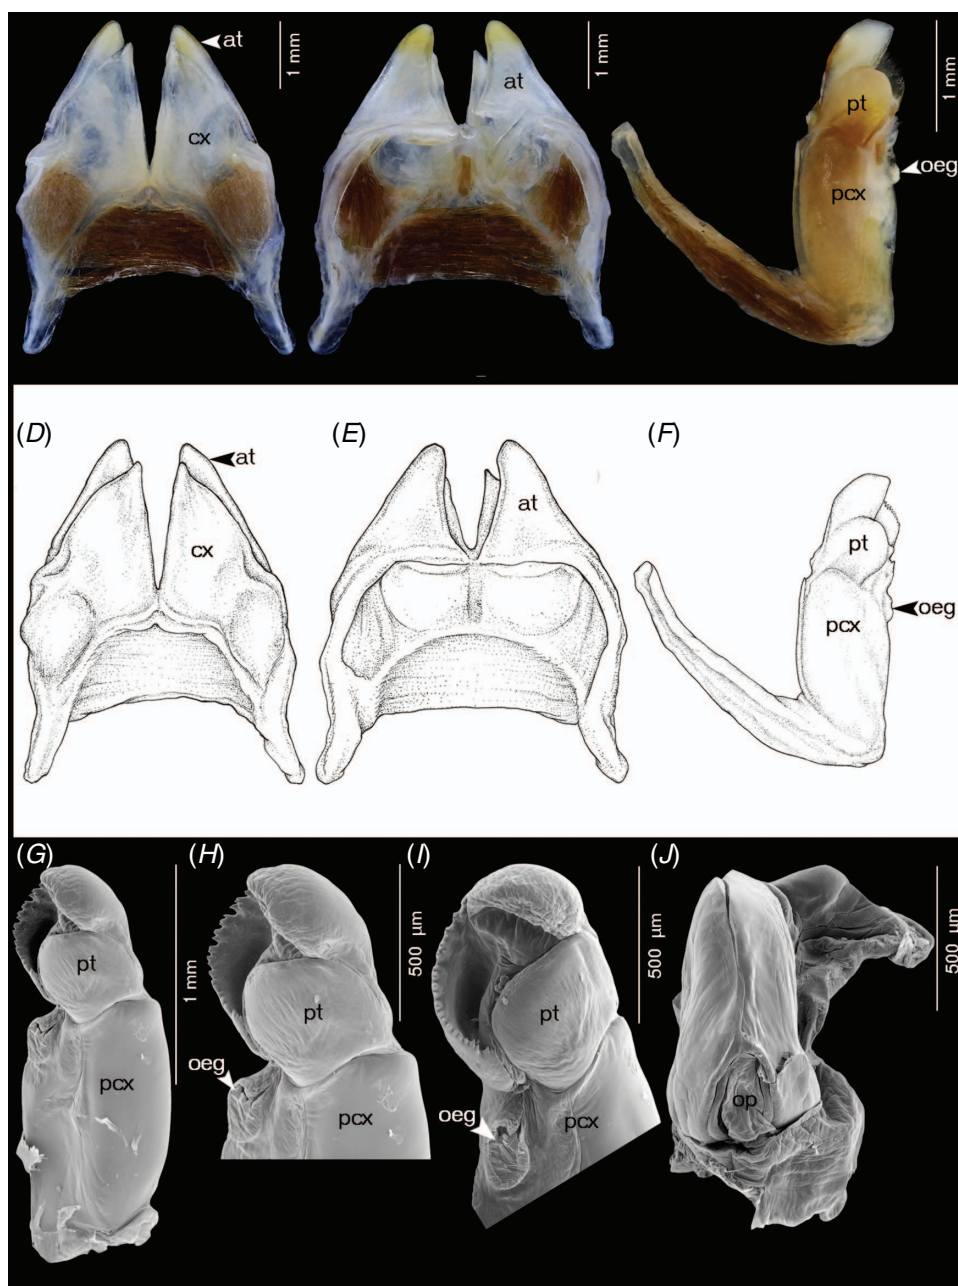 at
cx
1 mm
at
1 mm
pt
pcx
oeg
1 mm
(D)
at
cx
(E)
at
(F)
pt
pcx
oeg
(G)
pt
pcx
1 mm
(H)
pt
oeg
pcx
500 µm
(I)
pt
oeg
pcx
500 µm
(J)
op
500 µm